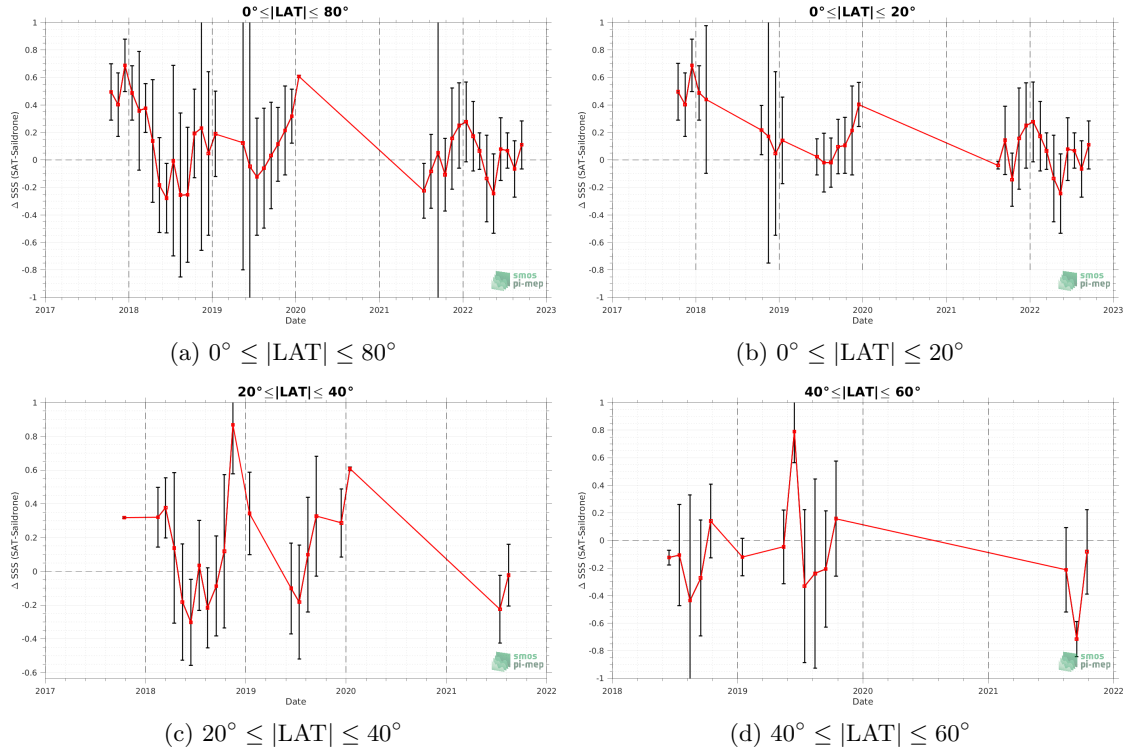 0°≤|LAT|≤ 80°
1
0.8
0.6
0.4
0.2
0
-0.2
-0.4
-0.6
-0.8
-1
Δ SSS (SAT-Saildrone)
2017 2018 2019 2020 2021 2022 2023
Date
smos
pi-mep
(a) 0° ≤ |LAT| ≤ 80°
0°≤|LAT|≤ 20°
1
0.8
0.6
0.4
0.2
0
-0.2
-0.4
-0.6
-0.8
-1
Δ SSS (SAT-Saildrone)
2017 2018 2019 2020 2021 2022 2023
Date
smos
pi-mep
(b) 0° ≤ |LAT| ≤ 20°
20°≤|LAT|≤ 40°
1
0.8
0.6
0.4
0.2
0
-0.2
-0.4
-0.6
Δ SSS (SAT-Saildrone)
2017 2018 2019 2020 2021 2022
Date
smos
pi-mep
(c) 20° ≤ |LAT| ≤ 40°
40°≤|LAT|≤ 60°
1
0.8
0.6
0.4
0.2
0
-0.2
-0.4
-0.6
-0.8
-1
Δ SSS (SAT-Saildrone)
2018 2019 2020 2021 2022
Date
smos
pi-mep
(d) 40° ≤ |LAT| ≤ 60°